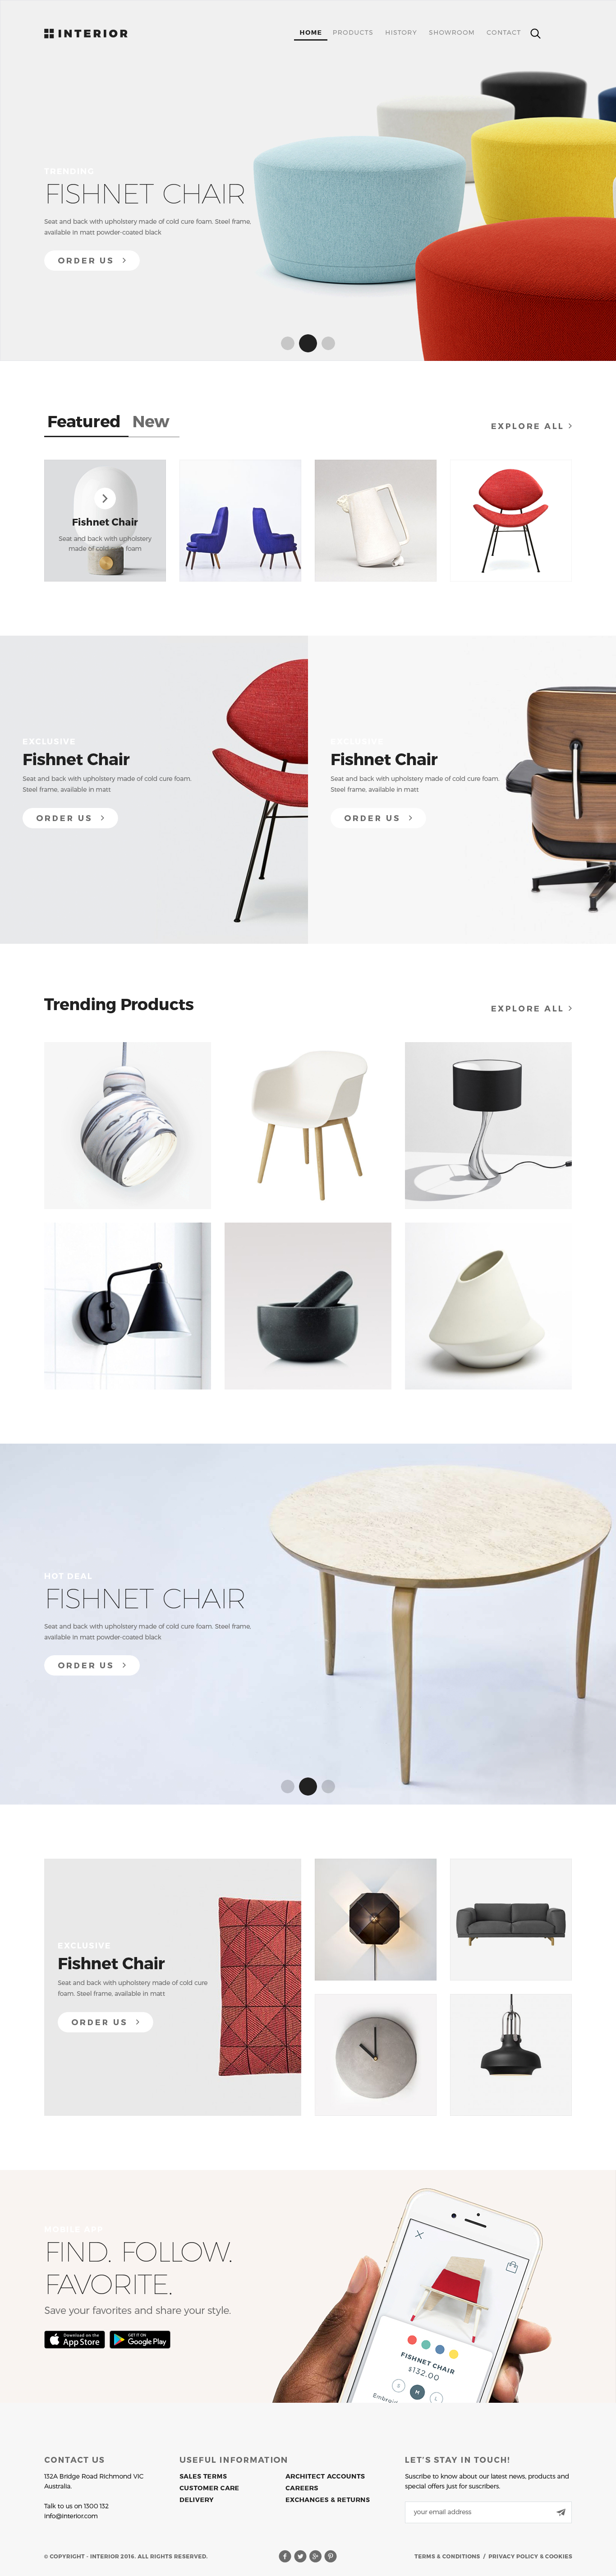 INTERIOR
HOME PRODUCTS HISTORY SHOWROOM CONTACT
TRENDING
FISHNET CHAIR
Seat and back with upholstery made of cold cure foam. Steel frame,
available in matt powder-coated black
ORDER US
Featured New
EXPLORE ALL
Fishnet Chair
Seat and back with upholstery
made of cold cure foam
EXCLUSIVE
Fishnet Chair
Seat and back with upholstery made of cold cure foam.
Steel frame, available in matt
ORDER US
EXCLUSIVE
Fishnet Chair
Seat and back with upholstery made of cold cure foam.
Steel frame, available in matt
ORDER US
Trending Products
EXPLORE ALL
HOT DEAL
FISHNET CHAIR
Seat and back with upholstery made of cold cure foam. Steel frame,
available in matt powder-coated black
ORDER US
EXCLUSIVE
Fishnet Chair
Seat and back with upholstery made of cold cure
foam. Steel frame, available in matt
ORDER US
MOBILE APP
FIND. FOLLOW.
FAVORITE.
Save your favorites and share your style.
Download on the
App Store
GET IT ON
Google Play
FISHNET CHAIR
$132.00
S M L
CONTACT US
132A Bridge Road Richmond VIC
Australia.
Talk to us on 1300 132
info@interior.com
USEFUL INFORMATION
SALES TERMS
CUSTOMER CARE
DELIVERY
ARCHITECT ACCOUNTS
CAREERS
EXCHANGES & RETURNS
LET'S STAY IN TOUCH!
Suscribe to know about our latest news, products and
special offers just for suscribers.
your email address
© COPYRIGHT - INTERIOR 2016. ALL RIGHTS RESERVED.
TERMS & CONDITIONS / PRIVACY POLICY & COOKIES